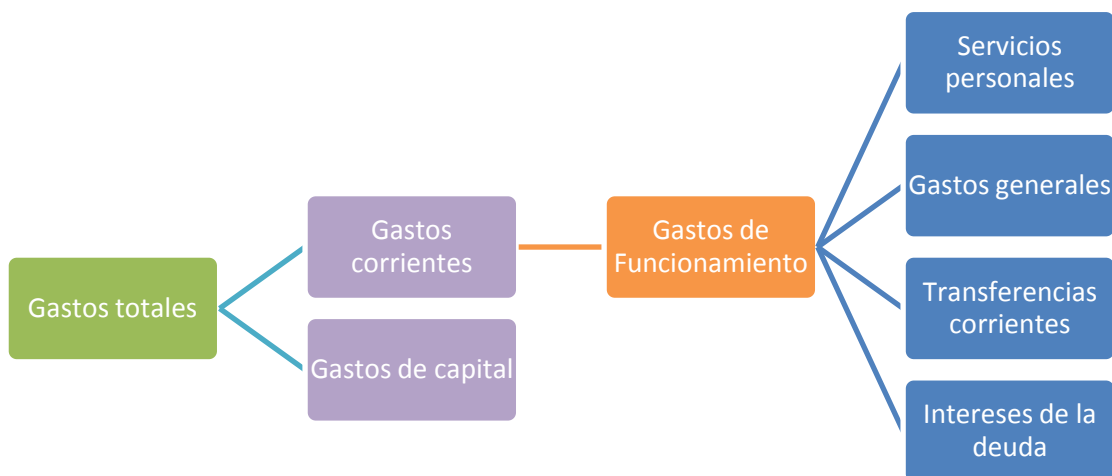 Gastos totales
Gastos
corrientes
Gastos de capital
Gastos de
Funcionamiento
Servicios
personales
Gastos generales
Transferencias
corrientes
Intereses de la
deuda